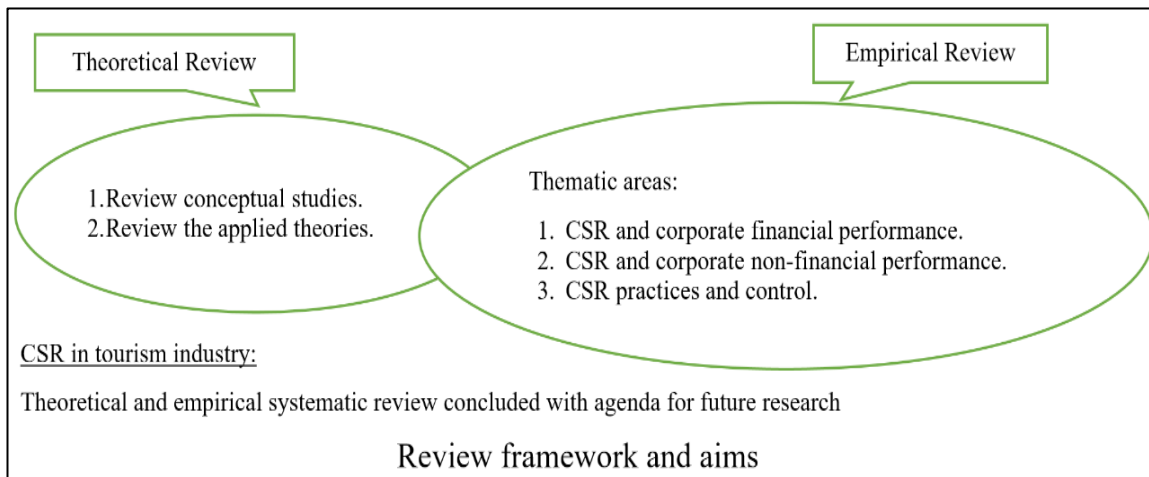 Theoretical Review
Empirical Review
1.Review conceptual studies.
2.Review the applied theories.
Thematic areas:
1. CSR and corporate financial performance.
2. CSR and corporate non-financial performance.
3. CSR practices and control.
CSR in tourism industry:
Theoretical and empirical systematic review concluded with agenda for future research
Review framework and aims